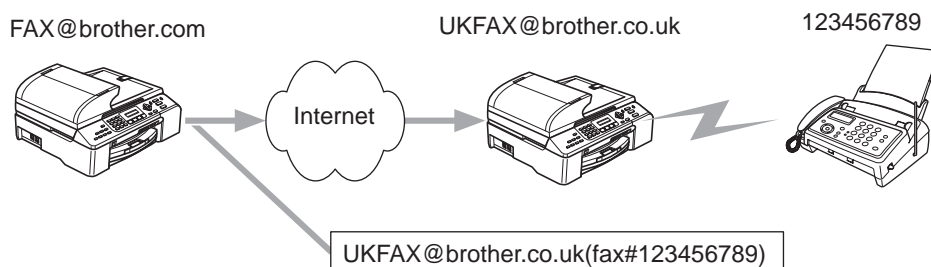 FAX@brother.com
UKFAX@brother.co.uk
123456789
Internet
UKFAX@brother.co.uk(fax#123456789)